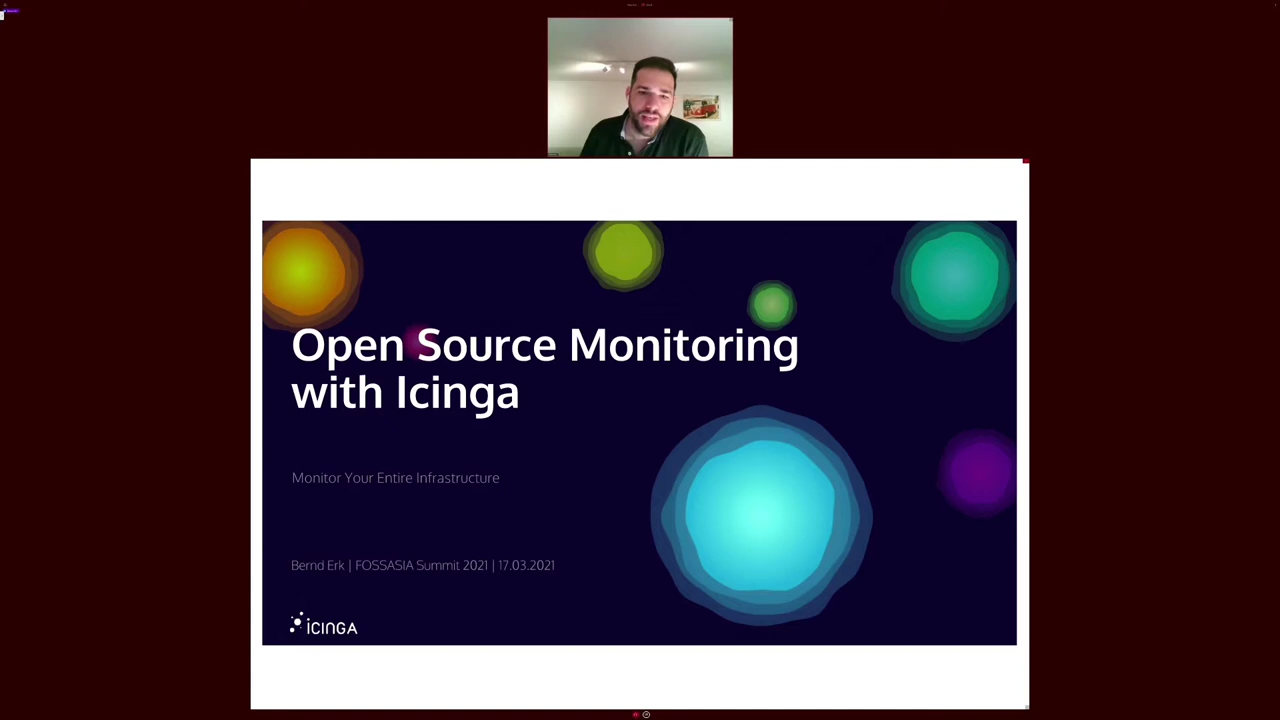 Open Source Monitoring
with Icinga
Monitor Your Entire Infrastructure
Bernd Erk | FOSSASIA Summit 2021 | 17.03.2021
ICINGA